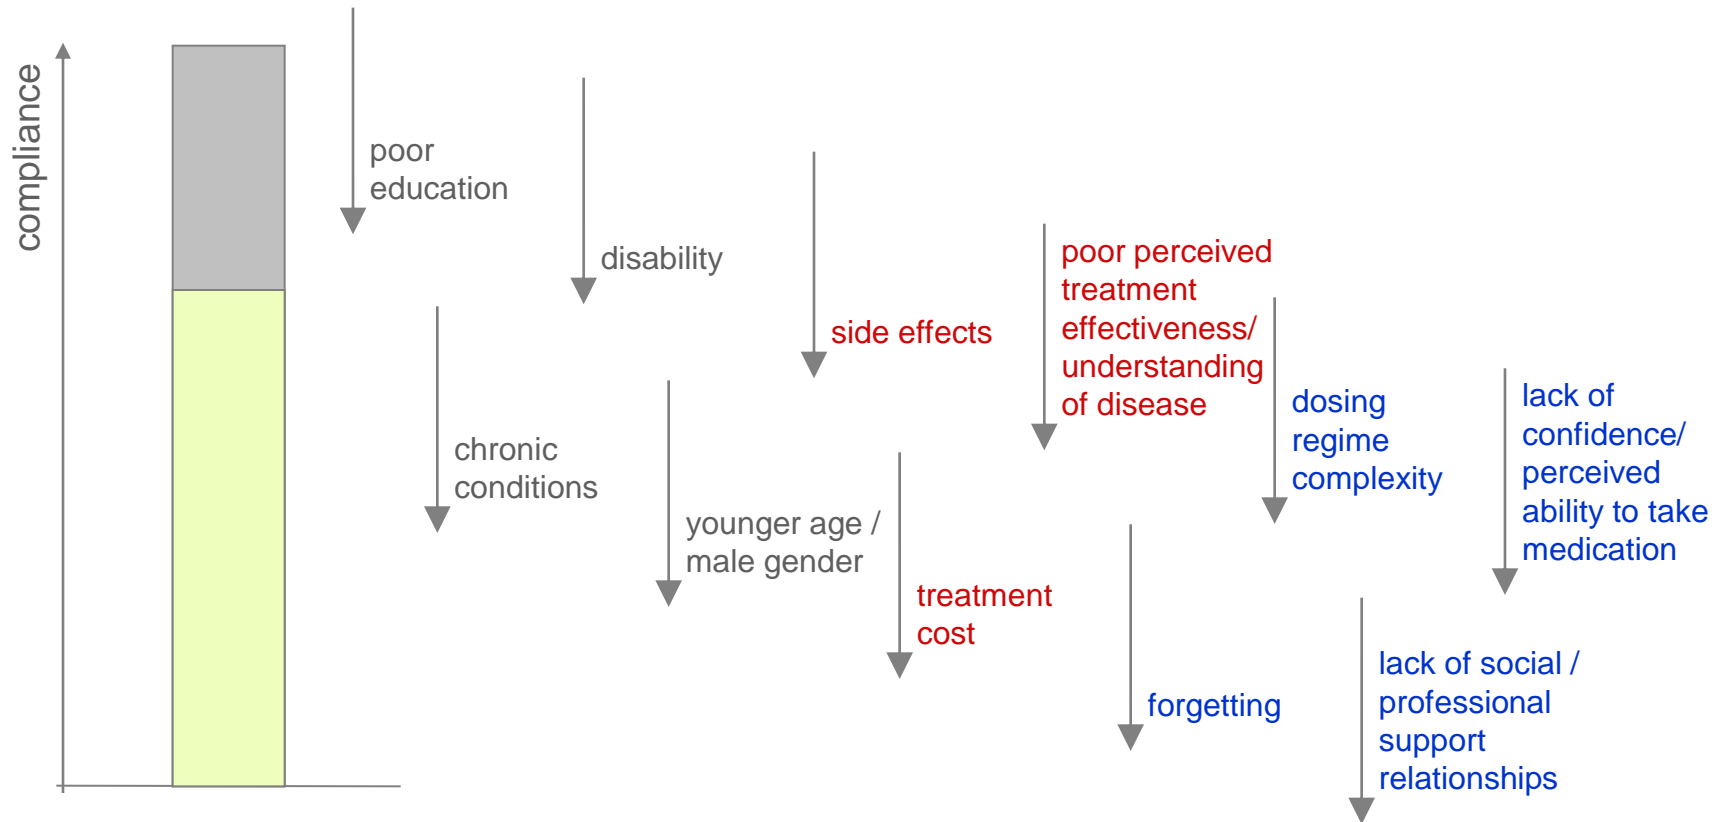 compliance
poor
education
disability
side effects
poor perceived
treatment
effectiveness/
understanding
of disease
chronic
conditions
younger age /
male gender
treatment
cost
dosing
regime
complexity
lack of
confidence/
perceived
ability to take
medication
forgetting
lack of social /
professional
support
relationships